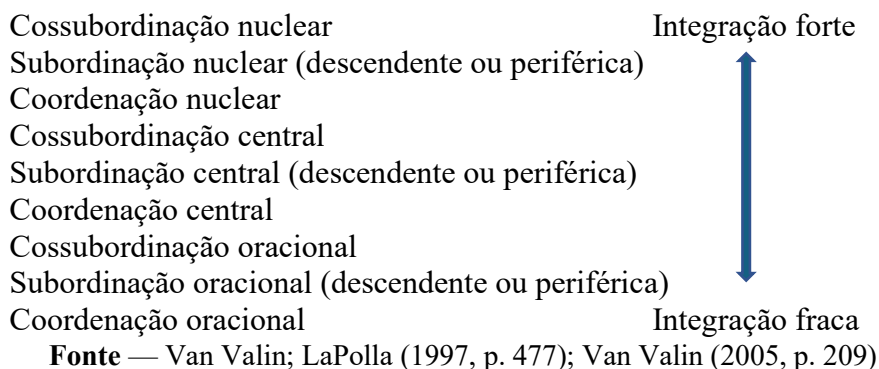 Cossubordinação nuclear Integração forte
Subordinação nuclear (descendente ou periférica)
Coordenação nuclear
Cossubordinação central
Subordinação central (descendente ou periférica)
Coordenação central
Cossubordinação oracional
Subordinação oracional (descendente ou periférica)
Coordenação oracional Integração fraca
Fonte — Van Valin; LaPolla (1997, p. 477); Van Valin (2005, p. 209)